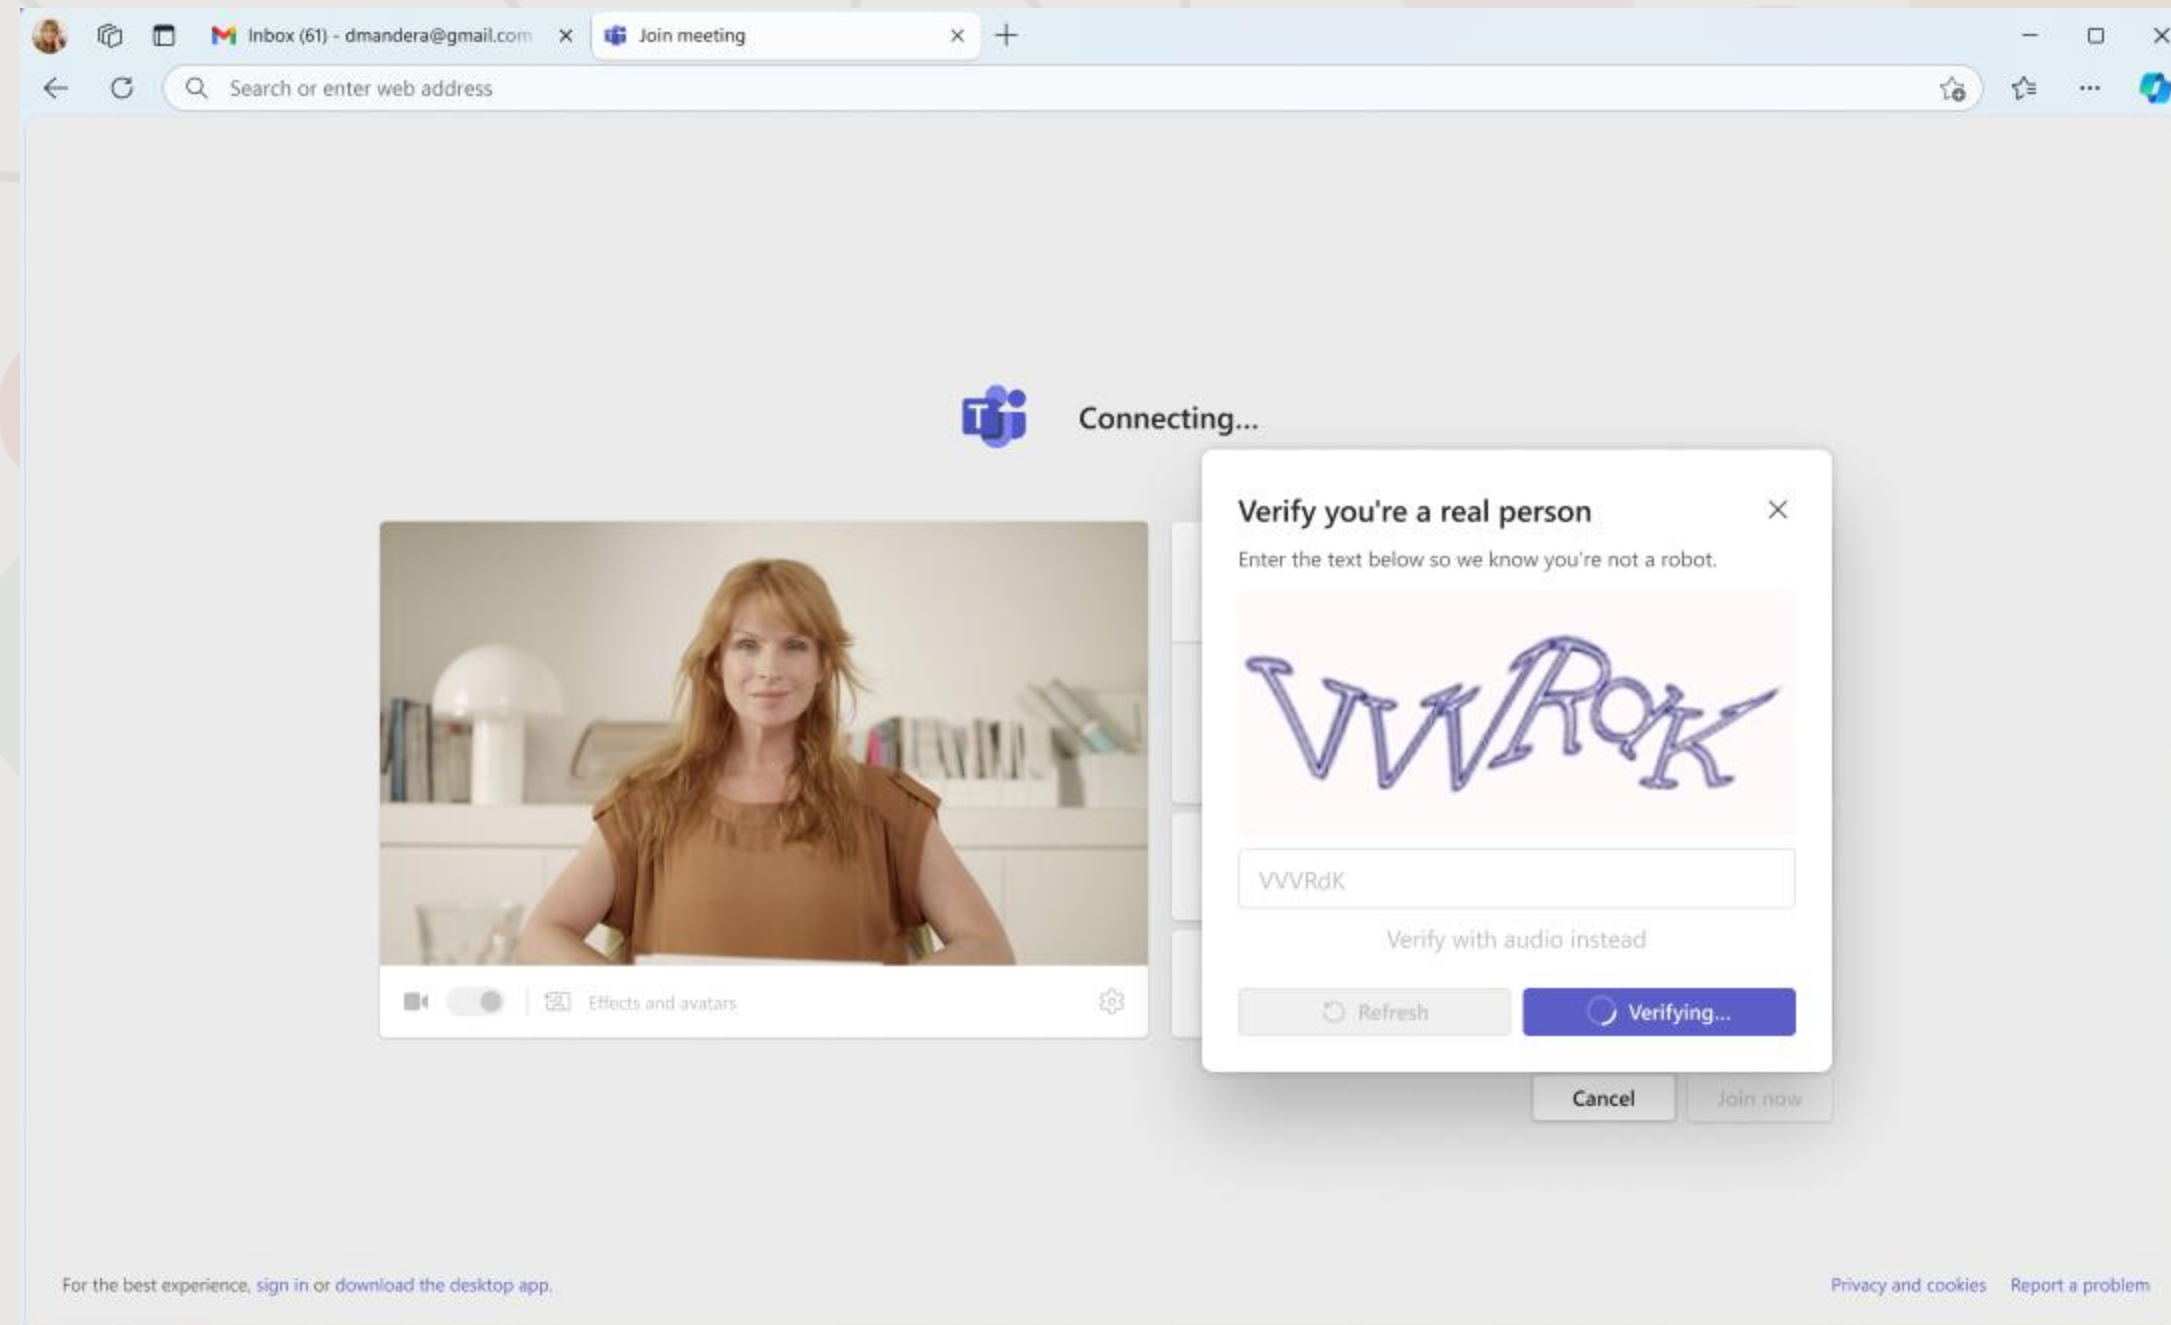 Inbox (61) - dmandera@gmail.com
Join meeting
Search or enter web address
T
Connecting...
Verify you're a real person
Enter the text below so we know you're not a robot.
VVVRdK
Verify with audio instead
Effects and avatars
Refresh
Verifying...
Cancel
Join now
For the best experience, sign in or download the desktop app.
Privacy and cookies
Report a problem